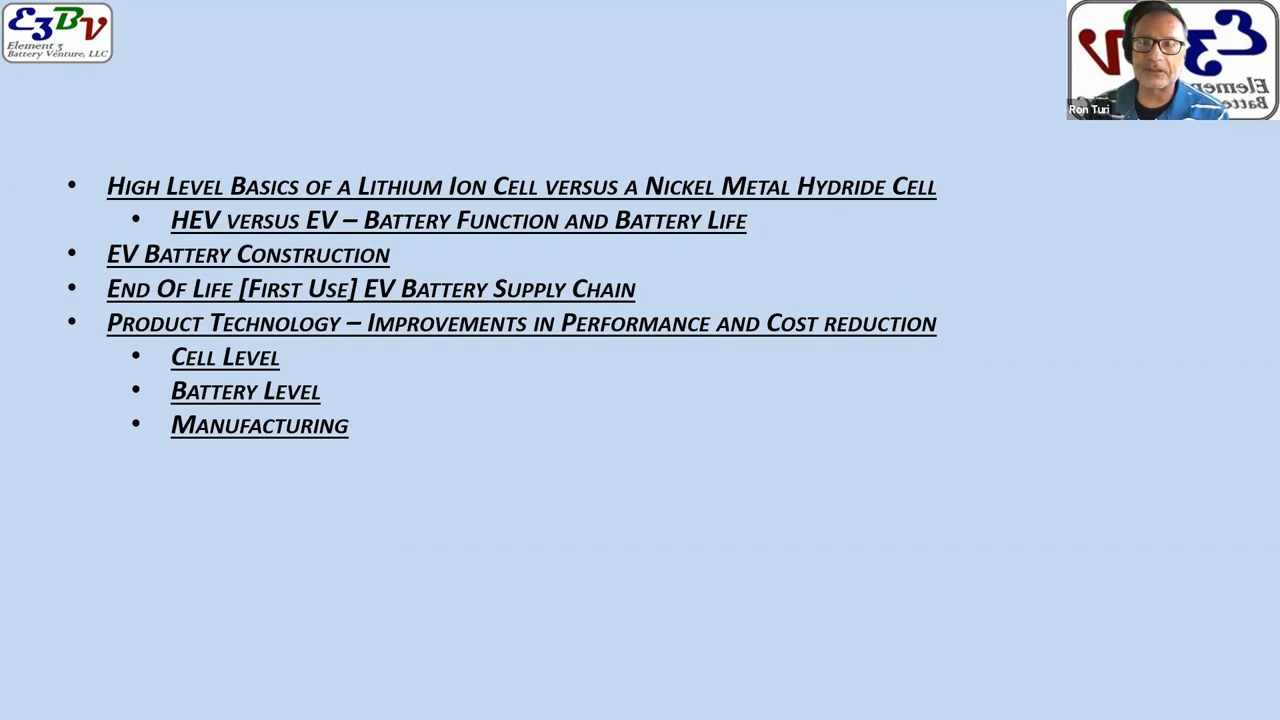 E3BV
Element 3
Battery Venture, LLC
Ron Turi
Elemen
Batte
• HIGH LEVEL BASICS OF A LITHIUM ION CELL VERSUS A NICKEL METAL HYDRIDE CELL
• HEV VERSUS EV – BATTERY FUNCTION AND BATTERY LIFE
• EV BATTERY CONSTRUCTION
• END OF LIFE [FIRST USE] EV BATTERY SUPPLY CHAIN
• PRODUCT TECHNOLOGY – IMPROVEMENTS IN PERFORMANCE AND COST REDUCTION
• CELL LEVEL
• BATTERY LEVEL
• MANUFACTURING